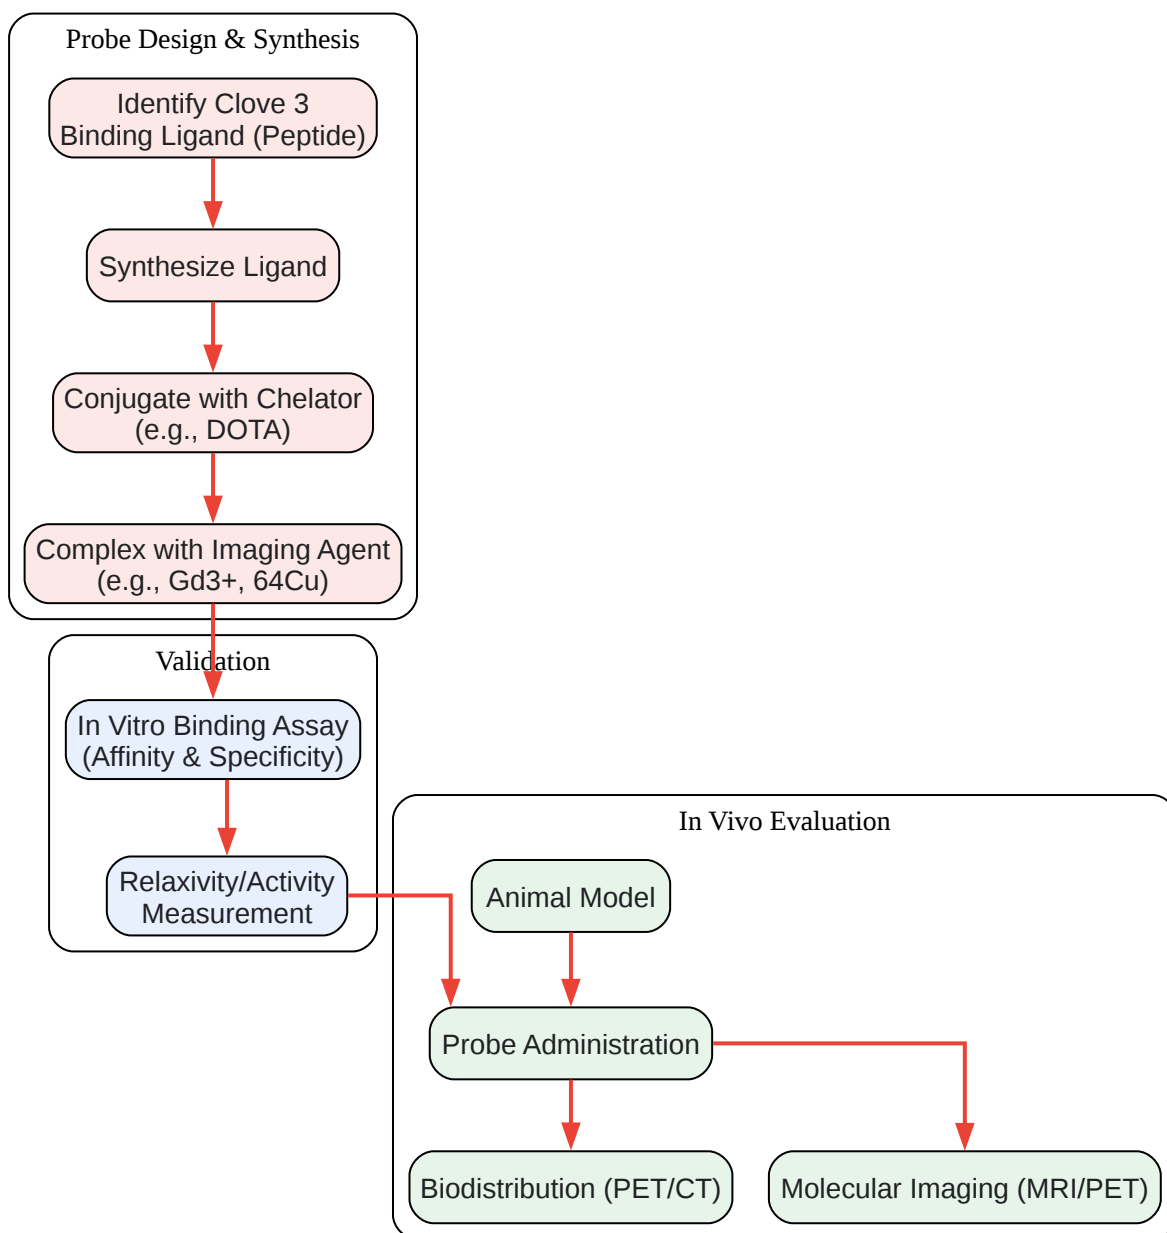 Probe Design & Synthesis
Identify Clove 3
Binding Ligand (Peptide)
Synthesize Ligand
Conjugate with Chelator
(e.g., DOTA)
Complex with Imaging Agent
(e.g., Gd3+, 64Cu)
Validation
In Vitro Binding Assay
(Affinity & Specificity)
Relaxivity/Activity
Measurement
In Vivo Evaluation
Animal Model
Probe Administration
Biodistribution (PET/CT)
Molecular Imaging (MRI/PET)